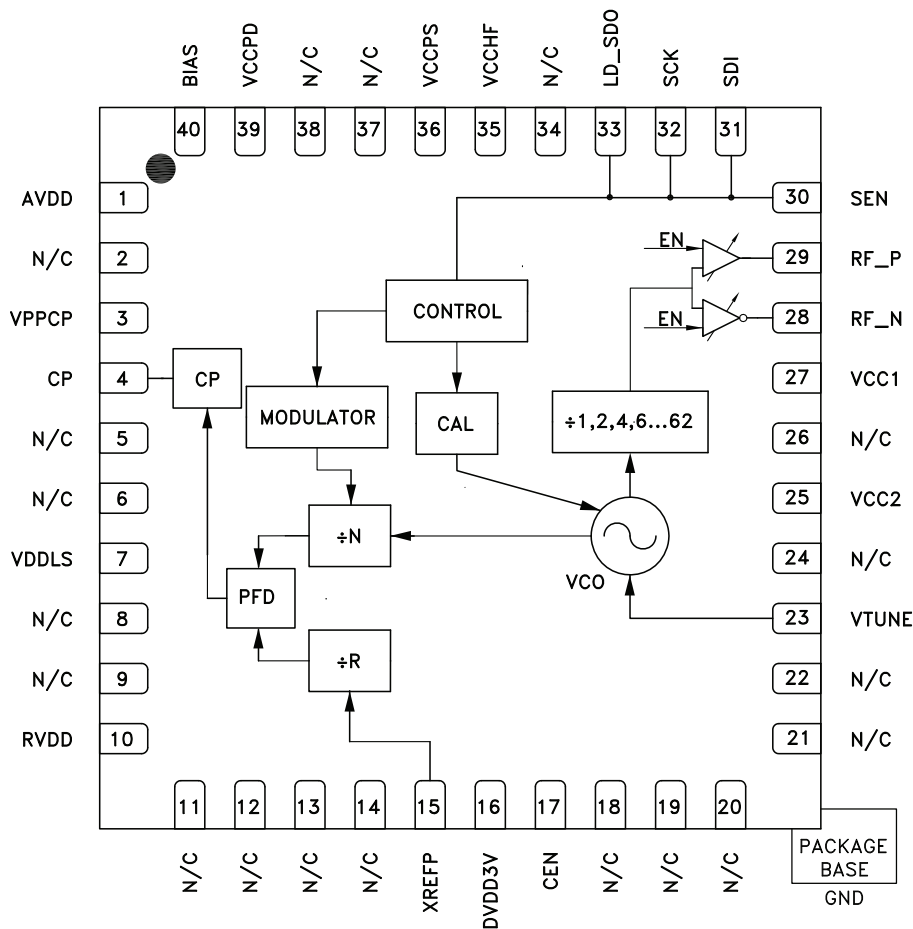 BIAS
VCCPD
N/C
N/C
VCCPS
VCCHF
N/C
LD_SDO
SCK
SDI
40
39
38
37
36
35
34
33
32
31
AVDD 1
30 SEN
EN
N/C 2
29 RF_P
CONTROL
VPPCP 3
EN
28 RF_N
CP 4
CP
27 VCC1
MODULATOR
CAL
÷1,2,4,6...62
N/C 5
26 N/C
N/C 6
25 VCC2
÷N
VDDLS 7
24 N/C
VCO
PFD
N/C 8
23 VTUNE
÷R
N/C 9
22 N/C
RVDD 10
21 N/C
11
12
13
14
15
16
17
18
19
20
N/C
N/C
N/C
N/C
XREFP
DVDD3V
CEN
N/C
N/C
N/C
PACKAGE
BASE
GND